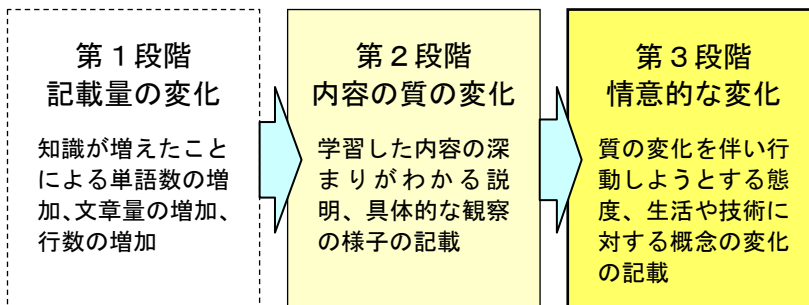 第１段階
記載量の変化
知識が増えたこと
による単語数の増
加、文章量の増加、
行数の増加
第２段階
内容の質の変化
学習した内容の深
まりがわかる説
明、具体的な観察
の様子の記載
第３段階
情意的な変化
質の変化を伴い行
動しようとする態
度、生活や技術に
対する概念の変化
の記載